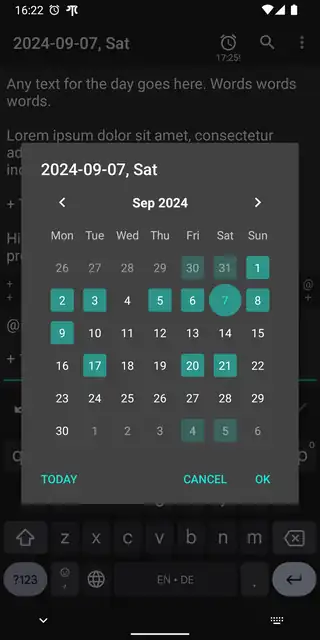 16:22
2024-09-07, Sat
17:25!
Any text for the day goes here. Words words
words.
Lorem ipsum dolor sit amet, consectetur
2024-09-07, Sat
Sep 2024
Mon Tue Wed Thu Fri Sat Sun
26 27 28 29 30 31 1
2 3 4 5 6 7 8
9 10 11 12 13 14 15
16 17 18 19 20 21 22
23 24 25 26 27 28 29
30 1 2 3 4 5 6
TODAY CANCEL OK
q p 0
z x c v b n m
?123 EN • DE .